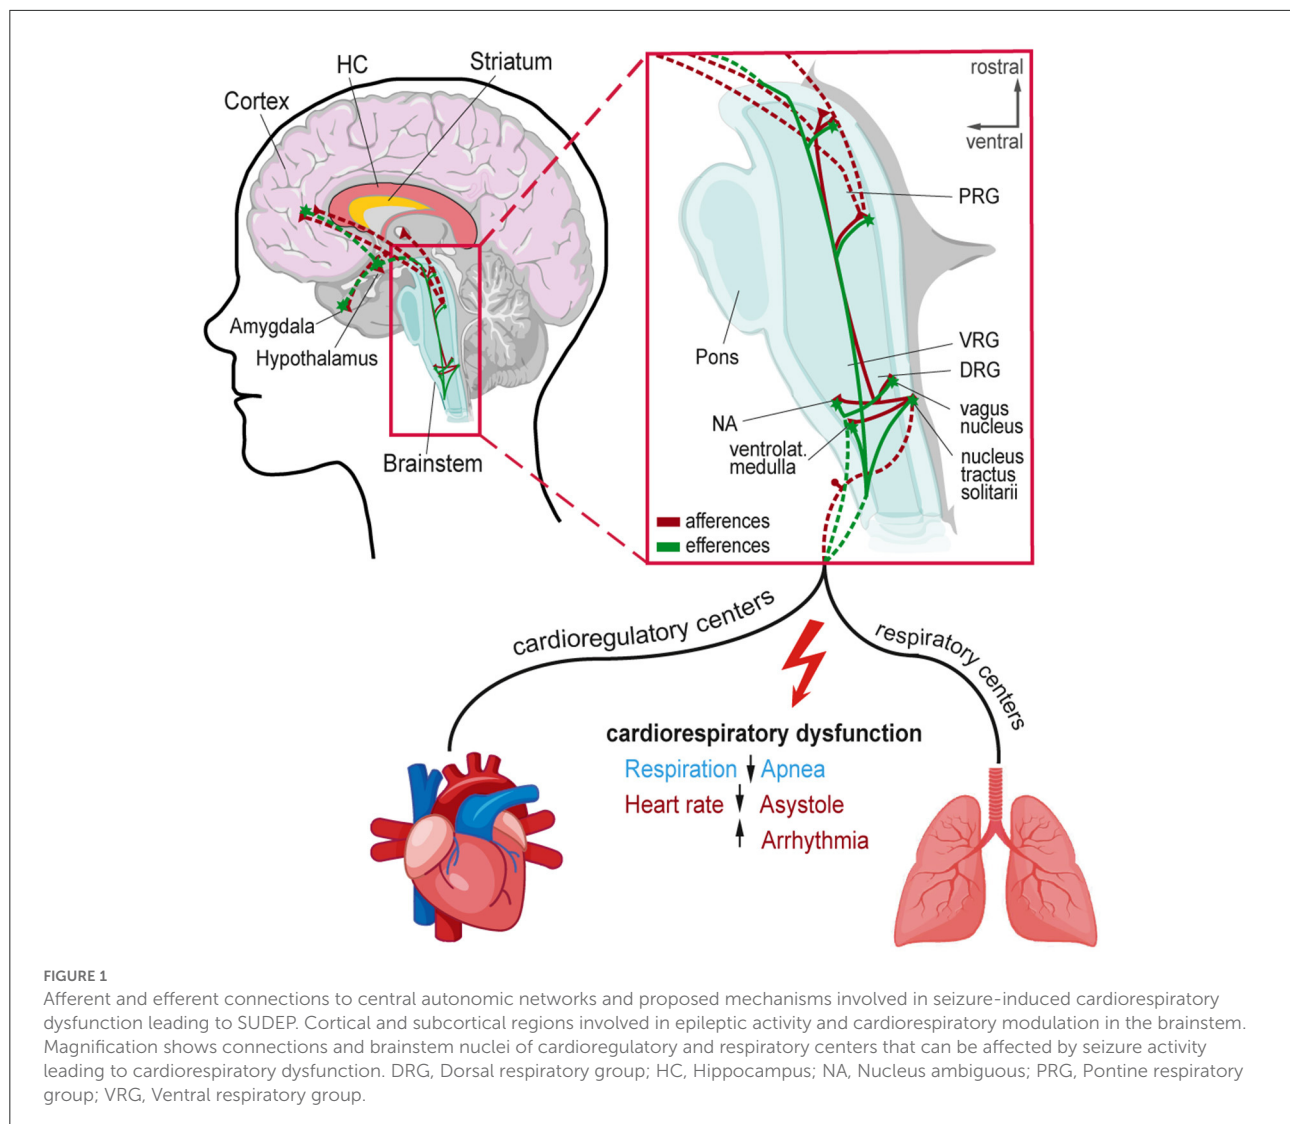 HC
Striatum
Cortex
Amygdala
Hypothalamus
Brainstem
rostral
ventral
PRG
Pons
VRG
DRG
NA
vagus
nucleus
ventrolat.
medulla
nucleus
tractus
solitarii
afferences
efferences
cardioregulatory centers
respiratory centers
cardiorespiratory dysfunction
Respiration Apnea
Heart rate Asystole
Arrhythmia
FIGURE 1
Afferent and efferent connections to central autonomic networks and proposed mechanisms involved in seizure-induced cardiorespiratory
dysfunction leading to SUDEP. Cortical and subcortical regions involved in epileptic activity and cardiorespiratory modulation in the brainstem.
Magnification shows connections and brainstem nuclei of cardioregulatory and respiratory centers that can be affected by seizure activity
leading to cardiorespiratory dysfunction. DRG, Dorsal respiratory group; HC, Hippocampus; NA, Nucleus ambiguous; PRG, Pontine respiratory
group; VRG, Ventral respiratory group.